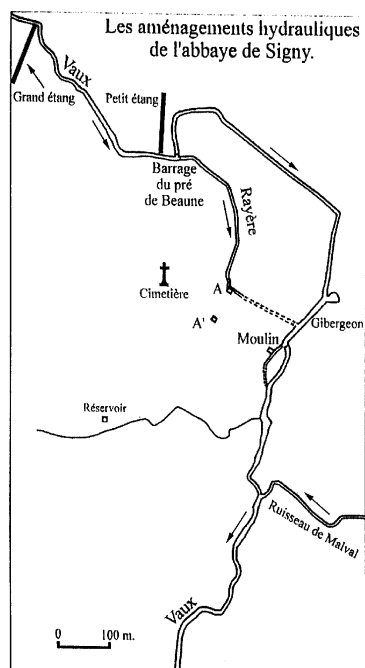 Les aménagements hydrauliques
de l'abbaye de Signy.
Grand étang
Vaux
Petit étang
Barrage
du pré
de Beaune
Rayère
Cimetière
A
A'
Gibergeon
Moulin
Réservoir
Ruisseau de Malval
Vaux
0 100 m.